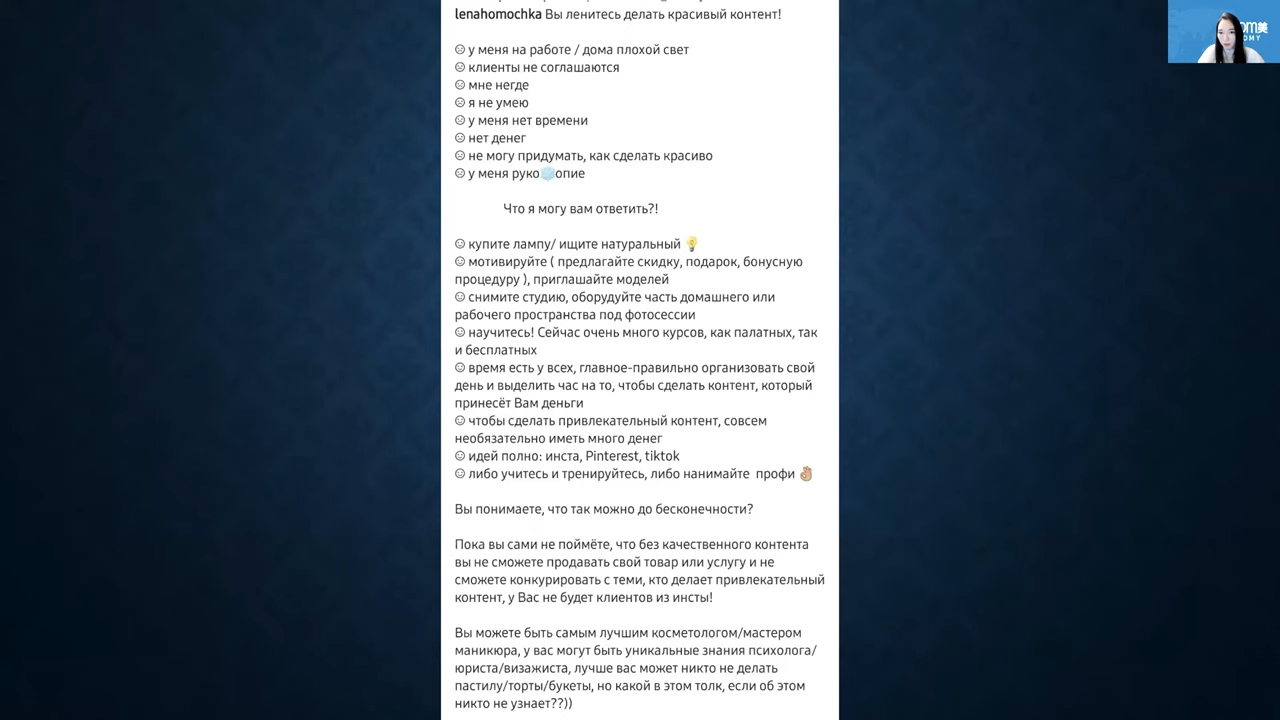 lenahomochka Вы ленитесь делать красивый контент!
☹ у меня на работе / дома плохой свет
☹ клиенты не соглашаются
☹ мне негде
☹ я не умею
☹ у меня нет времени
☹ нет денег
☹ не могу придумать, как сделать красиво
☹ у меня руко опие
Что я могу вам ответить?!
☺ купите лампу/ ищите натуральный 💡
☺ мотивируйте ( предлагайте скидку, подарок, бонусную
процедуру ), приглашайте моделей
☺ снимите студию, оборудуйте часть домашнего или
рабочего пространства под фотосессии
☺ научитесь! Сейчас очень много курсов, как палатных, так
и бесплатных
☺ время есть у всех, главное-правильно организовать свой
день и выделить час на то, чтобы сделать контент, который
принесёт Вам деньги
☺ чтобы сделать привлекательный контент, совсем
необязательно иметь много денег
☺ идей полно: инста, Pinterest, tiktok
☺ либо учитесь и тренируйтесь, либо нанимайте профи 👌
Вы понимаете, что так можно до бесконечности?
Пока вы сами не поймёте, что без качественного контента
вы не сможете продавать свой товар или услугу и не
сможете конкурировать с теми, кто делает привлекательный
контент, у Вас не будет клиентов из инсты!
Вы можете быть самым лучшим косметологом/мастером
маникюра, у вас могут быть уникальные знания психолога/
юриста/визажиста, лучше вас может никто не делать
пастилу/торты/букеты, но какой в этом толк, если об этом
никто не узнает??))